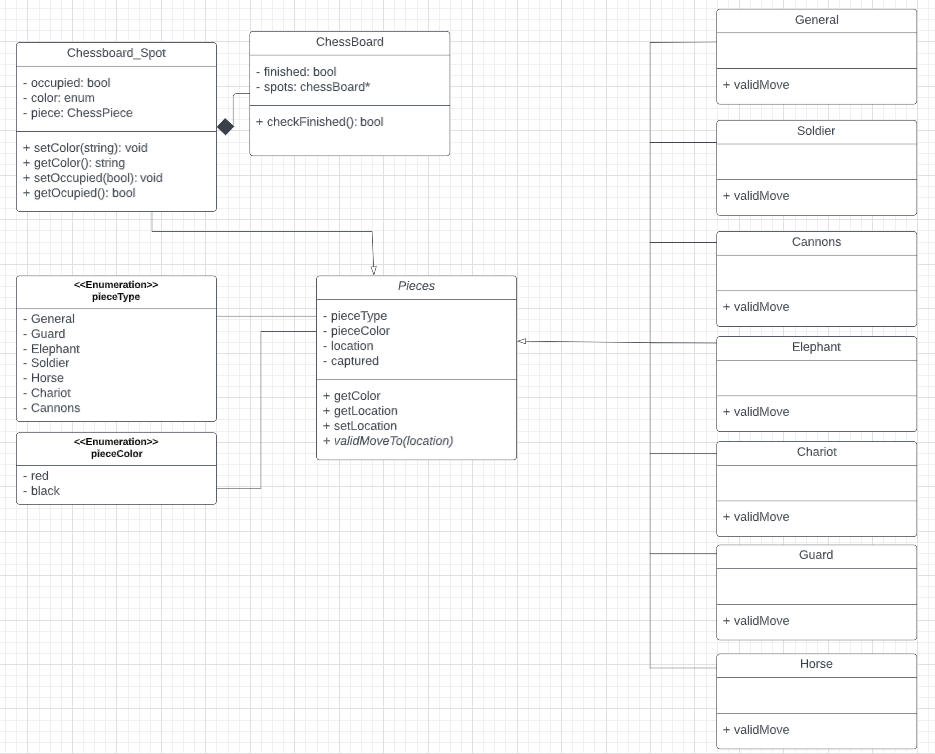 Chessboard_Spot
- occupied: bool
- color: enum
- piece: ChessPiece
+ setColor(string): void
+ getColor(): string
+ setOccupied(bool): void
+ getOcupied(): bool
ChessBoard
- finished: bool
- spots: chessBoard*
+ checkFinished(): bool
<<Enumeration>>
pieceType
- General
- Guard
- Elephant
- Soldier
- Horse
- Chariot
- Cannons
<<Enumeration>>
pieceColor
- red
- black
Pieces
- pieceType
- pieceColor
- location
- captured
+ getColor
+ getLocation
+ setLocation
+ validMoveTo(location)
General
+ validMove
Soldier
+ validMove
Cannons
+ validMove
Elephant
+ validMove
Chariot
+ validMove
Guard
+ validMove
Horse
+ validMove